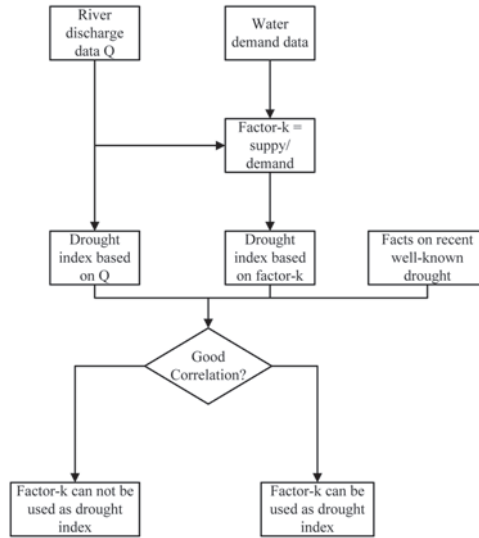 River
discharge
data Q
Water
demand data
Factor-k =
suppy/
demand
Drought
index based
on Q
Drought
index based
on factor-k
Facts on recent
well-known
drought
Good
Correlation?
Factor-k can not be
used as drought
index
Factor-k can be
used as drought
index